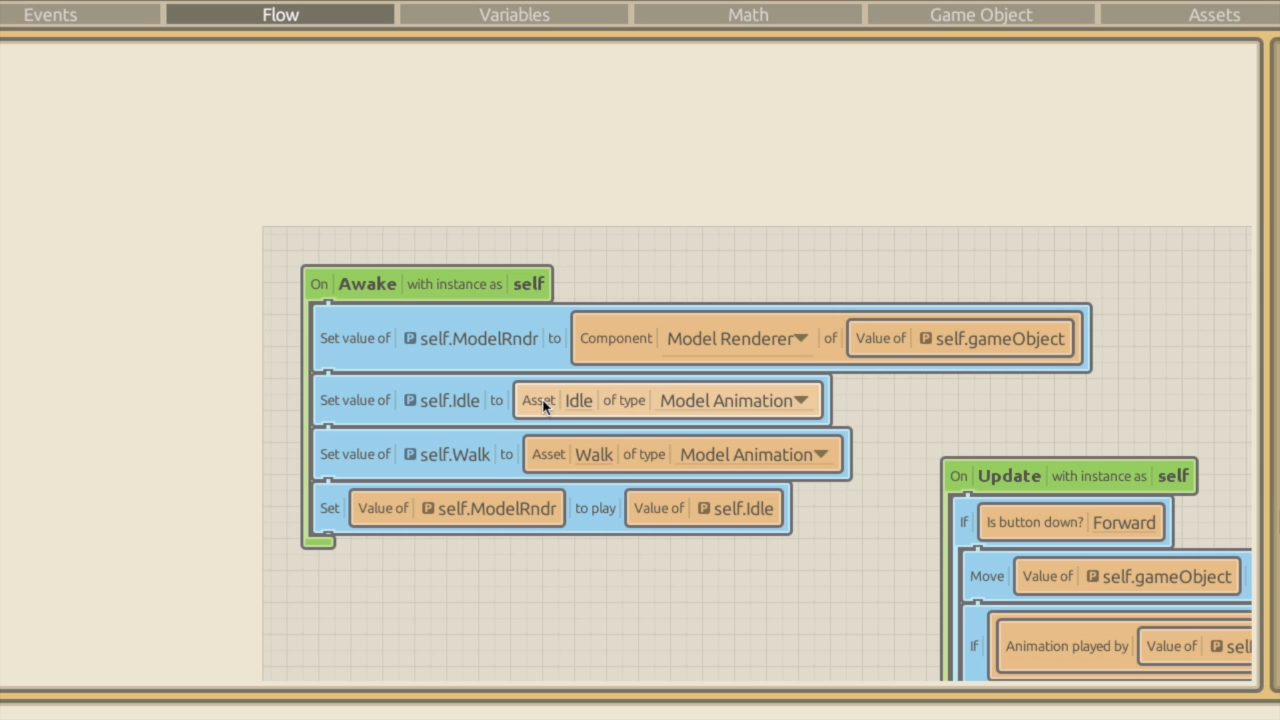 Events Flow Variables Math Game Object Assets
On Awake with instance as self
Set value of P self.ModelRndr to Component Model Renderer of Value of P self.gameObject
Set value of P self.Idle to Asset Idle of type Model Animation
Set value of P self.Walk to Asset Walk of type Model Animation
Set Value of P self.ModelRndr to play Value of P self.Idle
On Update with instance as self
If Is button down? Forward
Move Value of P self.gameObject
If Animation played by Value of P